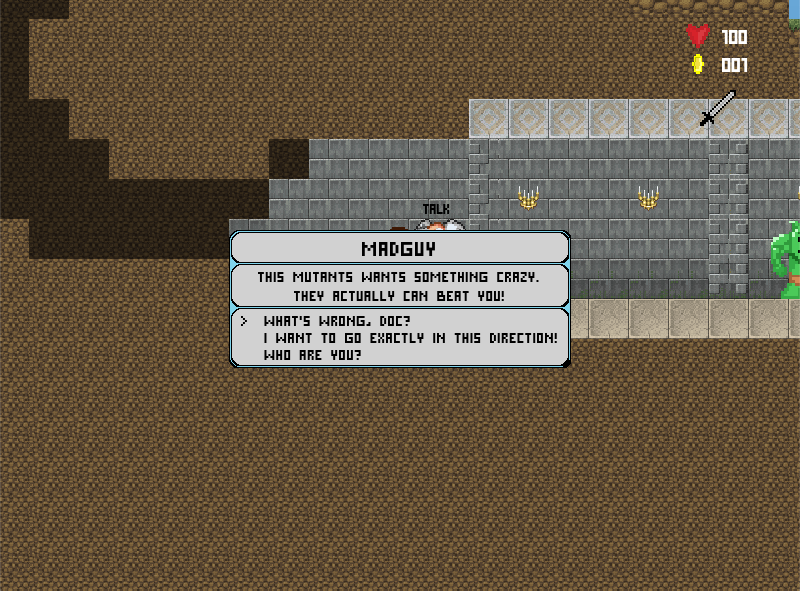 100
001
TALK
MADGUY
THIS MUTANTS WANTS SOMETHING CRAZY.
THEY ACTUALLY CAN BEAT YOU!
> WHAT'S WRONG, DOC?
I WANT TO GO EXACTLY IN THIS DIRECTION!
WHO ARE YOU?